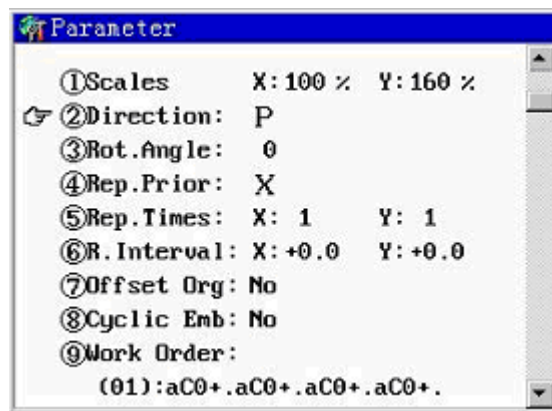 Parameter
①Scales X:100 % Y:160 %
②Direction: P
③Rot.Angle: 0
④Rep.Prior: X
⑤Rep.Times: X: 1 Y: 1
⑥R.Interval: X:+0.0 Y:+0.0
⑦Offset Org: No
⑧Cyclic Emb: No
⑨Work Order:
(01):aC0+.aC0+.aC0+.aC0+.